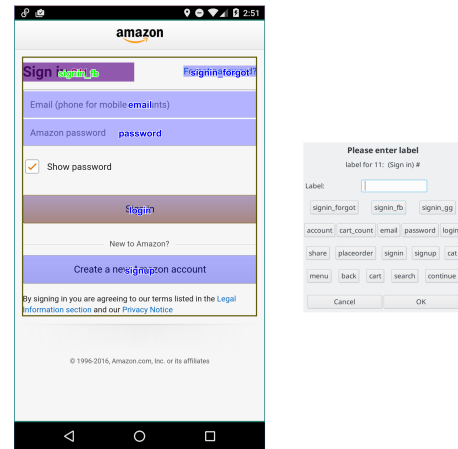 2:51
amazon
Sign in
signin_fb
signin_forgot
Email (phone for mobile accounts)
email
Amazon password
password
Show password
login
New to Amazon?
Create a new Amazon account
signup
By signing in you are agreeing to our terms listed in the Legal
Information section and our Privacy Notice
© 1996-2016, Amazon.com, Inc. or its affiliates
Please enter label
label for 11: (Sign in) #
Label:
signin_forgot signin_fb signin_gg
account cart_count email password login
share placeorder signin signup cat
menu back cart search continue
Cancel OK